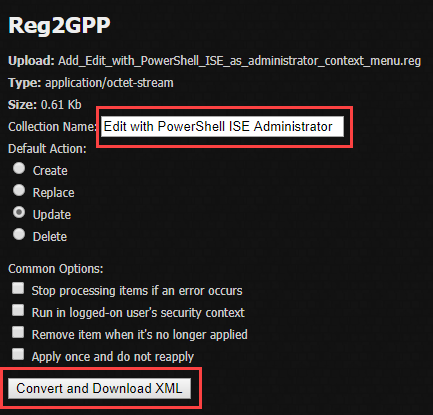 Reg2GPP
Upload: Add_Edit_with_PowerShell_ISE_as_administrator_context_menu.reg
Type: application/octet-stream
Size: 0.61 Kb
Collection Name: Edit with PowerShell ISE Administrator
Default Action:
Create
Replace
Update
Delete
Common Options:
Stop processing items if an error occurs
Run in logged-on user's security context
Remove item when it's no longer applied
Apply once and do not reapply
Convert and Download XML